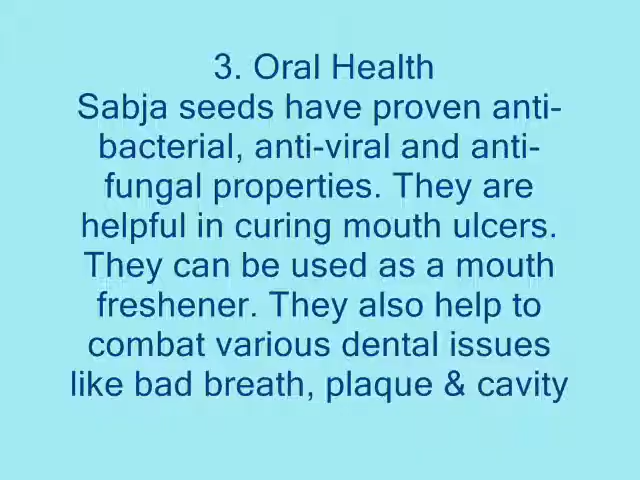 3. Oral Health
Sabja seeds have proven anti-
bacterial, anti-viral and anti-
fungal properties. They are
helpful in curing mouth ulcers.
They can be used as a mouth
freshener. They also help to
combat various dental issues
like bad breath, plaque & cavity